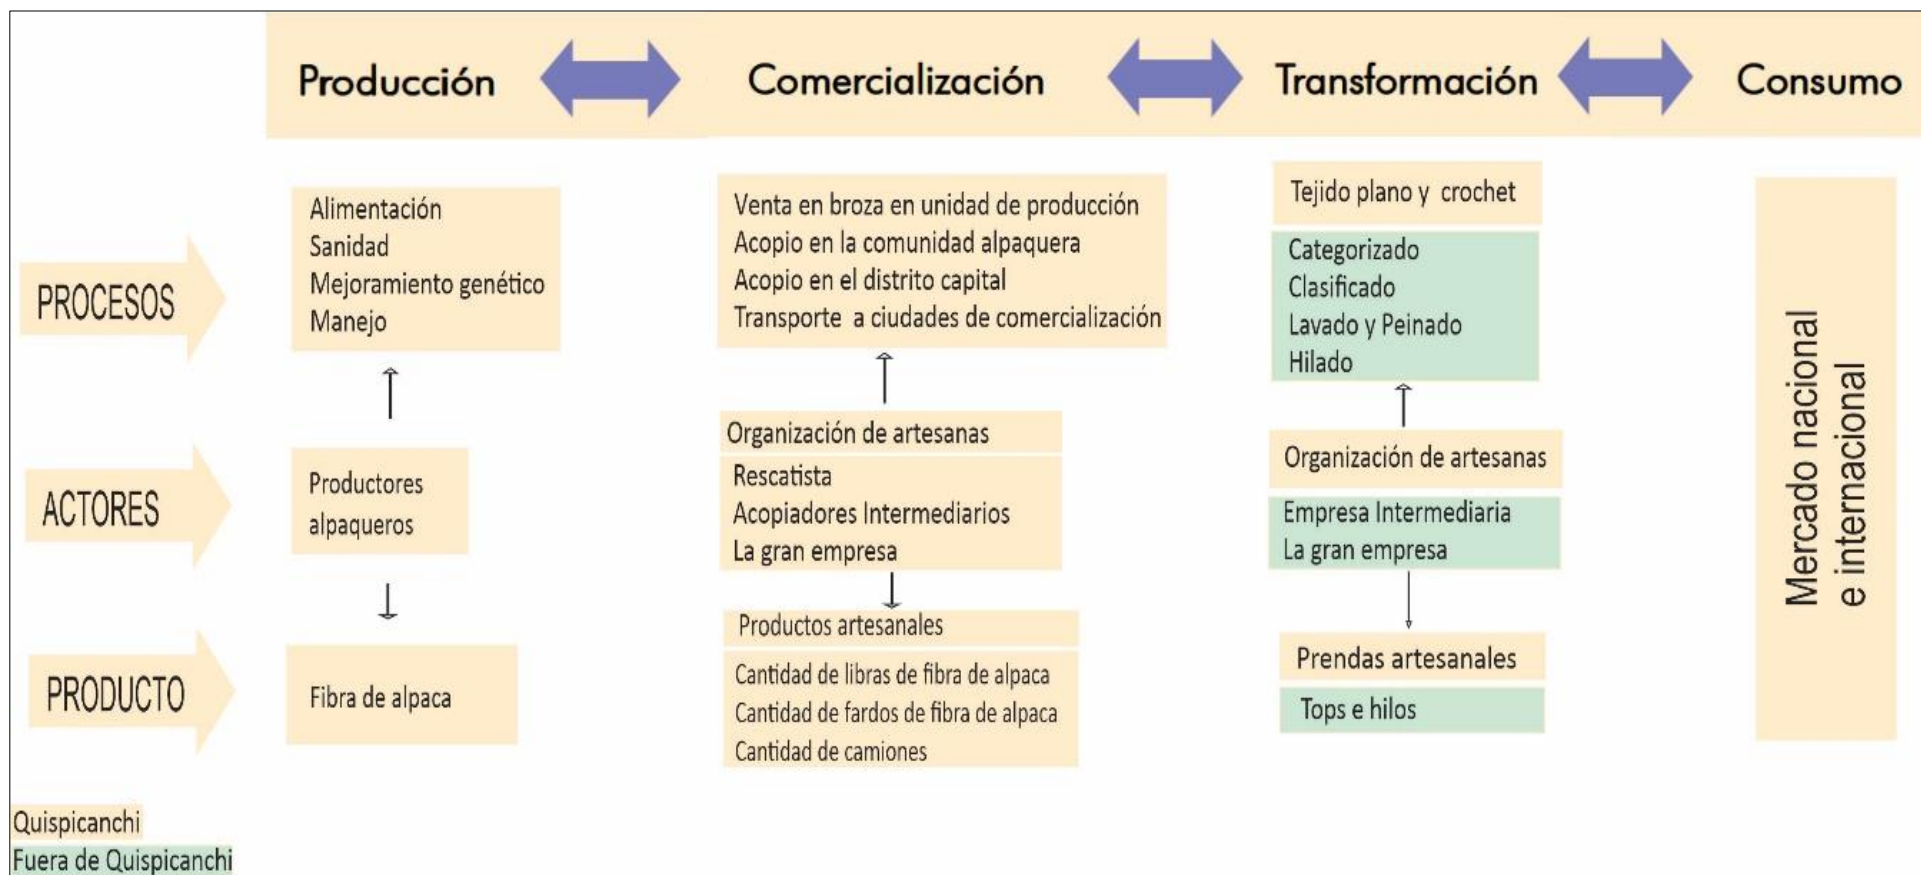 Producción
Comercialización
Transformación
Consumo
PROCESOS
Alimentación
Sanidad
Mejoramiento genético
Manejo
Venta en broza en unidad de producción
Acopio en la comunidad alpaquera
Acopio en el distrito capital
Transporte a ciudades de comercialización
Tejido plano y crochet
Categorizado
Clasificado
Lavado y Peinado
Hilado
ACTORES
Productores
alpaqueros
Organización de artesanas
Rescatista
Acopiadores Intermediarios
La gran empresa
Organización de artesanas
Empresa Intermediaria
La gran empresa
PRODUCTO
Fibra de alpaca
Productos artesanales
Cantidad de libras de fibra de alpaca
Cantidad de fardos de fibra de alpaca
Cantidad de camiones
Prendas artesanales
Tops e hilos
Mercado nacional
e internacional
Quispicanchi
Fuera de Quispicanchi